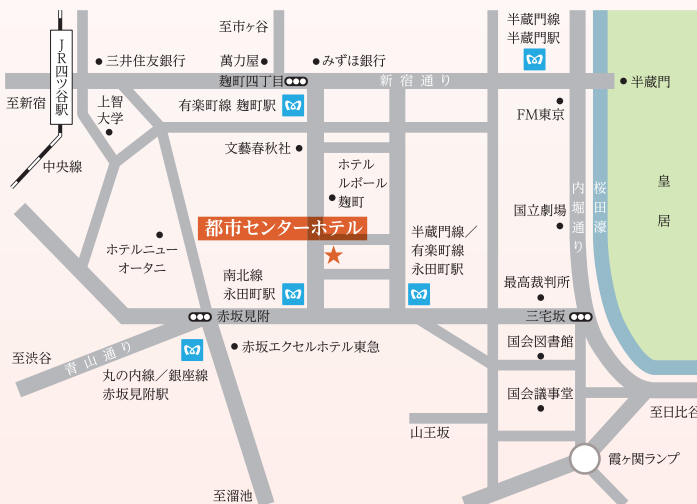 至市ヶ谷
半蔵門線
半蔵門駅
三井住友銀行
萬力屋
みずほ銀行
JR四ツ谷駅
麹町四丁目
新宿通り
半蔵門
至新宿
上智
大学
有楽町線 麹町駅
FM東京
中央線
文藝春秋社
ホテル
ルポール
麹町
皇居
桜田濠
内堀通り
国立劇場
都市センターホテル
半蔵門線／
有楽町線
永田町駅
ホテルニュー
オータニ
南北線
永田町駅
最高裁判所
赤坂見附
三宅坂
至渋谷
青山通り
赤坂エクセルホテル東急
国会図書館
丸の内線／銀座線
赤坂見附駅
国会議事堂
至日比谷
山王坂
霞ヶ関ランプ
至溜池